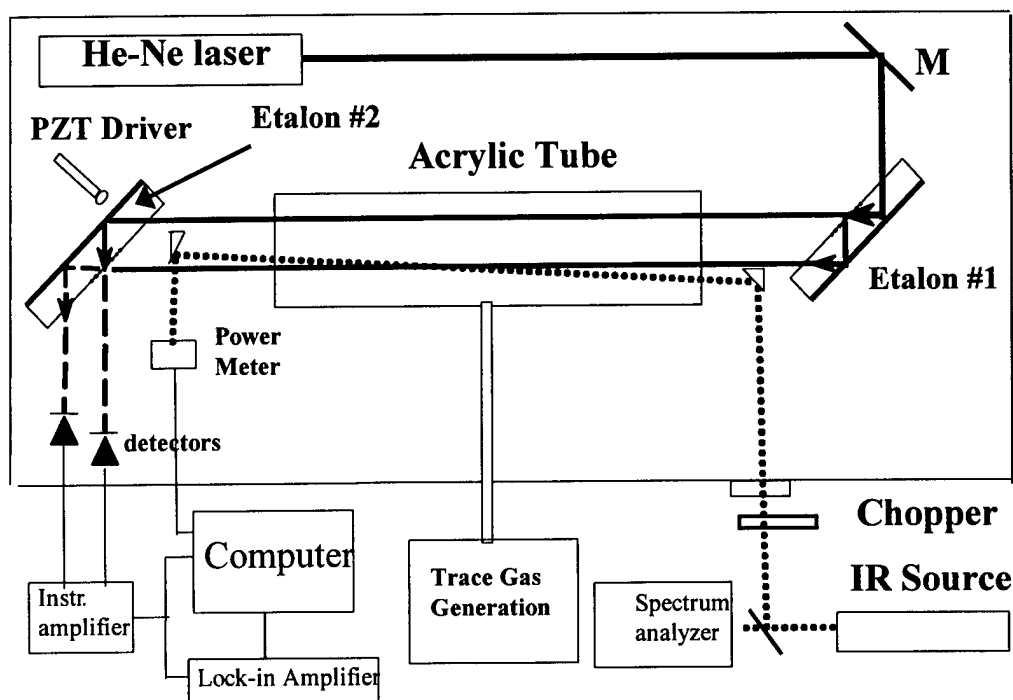 He-Ne laser
M
PZT Driver
Etalon #2
Acrylic Tube
Etalon #1
Power
Meter
detectors
Chopper
Computer
IR Source
Trace Gas
Generation
Instr.
amplifier
Spectrum
analyzer
Lock-in Amplifier